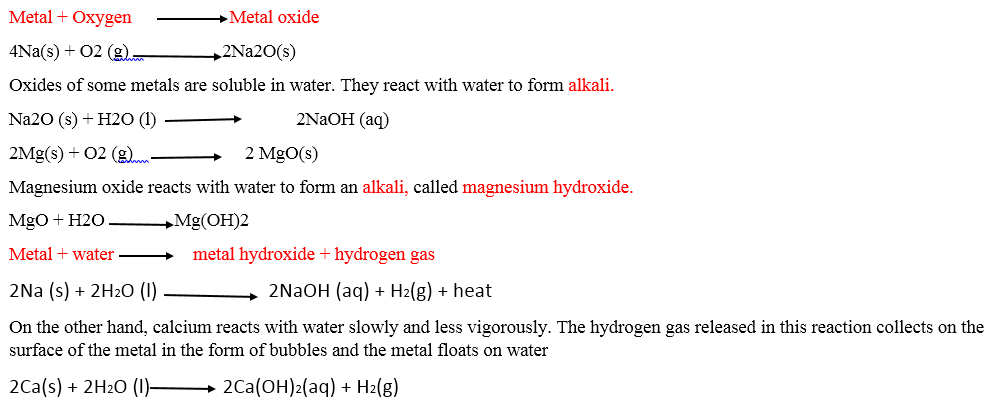 Metal + Oxygen ⟶ Metal oxide
4Na(s) + O2 (g) ⟶ 2Na2O(s)
Oxides of some metals are soluble in water. They react with water to form alkali.
Na2O (s) + H2O (l) ⟶ 2NaOH (aq)
2Mg(s) + O2 (g) ⟶ 2 MgO(s)
Magnesium oxide reacts with water to form an alkali, called magnesium hydroxide.
MgO + H2O ⟶ Mg(OH)2
Metal + water ⟶ metal hydroxide + hydrogen gas
2Na (s) + 2H₂O (l) ⟶ 2NaOH (aq) + H₂(g) + heat
On the other hand, calcium reacts with water slowly and less vigorously. The hydrogen gas released in this reaction collects on the
surface of the metal in the form of bubbles and the metal floats on water
2Ca(s) + 2H₂O (l) ⟶ 2Ca(OH)₂(aq) + H₂(g)